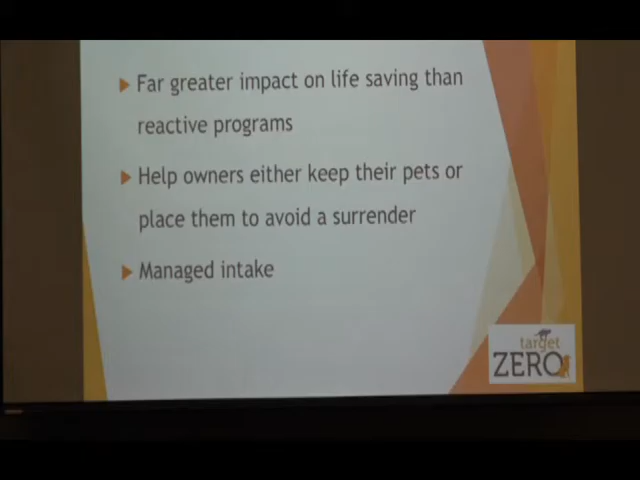 Far greater impact on life saving than
reactive programs
Help owners either keep their pets or
place them to avoid a surrender
Managed intake
target
ZERO